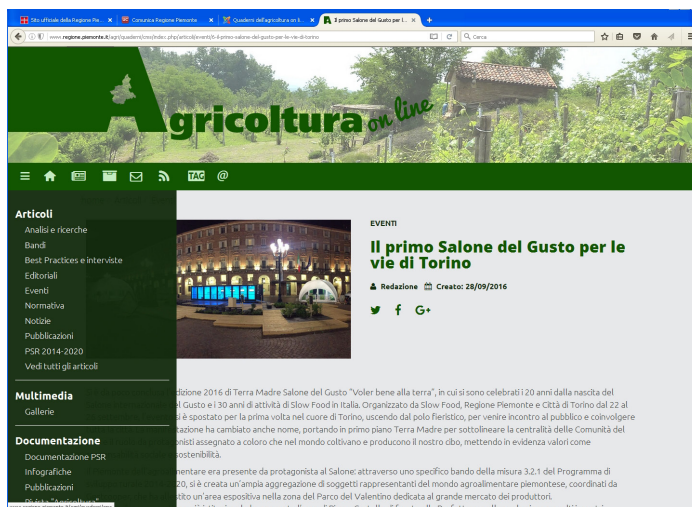 Sito ufficiale della Regione Pie...
Comunica Regione Piemonte
Quaderni dell'agricoltura on li...
Il primo Salone del Gusto per l...
www.regione.piemonte.it/agri/quaderni/cms/index.php/articoli/eventi/6-il-primo-salone-del-gusto-per-le-vie-di-torino
Cerca
Agricoltura on line
TAG @
Articoli
Analisi e ricerche
Bandi
Best Practices e interviste
Editoriali
Eventi
Normativa
Notizie
Pubblicazioni
PSR 2014-2020
Vedi tutti gli articoli
Multimedia
Gallerie
Documentazione
Documentazione PSR
Infografiche
Pubblicazioni
Rivista "Agricoltura"
EVENTI
Il primo Salone del Gusto per le
vie di Torino
Redazione Creato: 28/09/2016
G+
dizione 2016 di Terra Madre Salone del Gusto "Voler bene alla terra", in cui si sono celebrati i 20 anni dalla nascita del
el Gusto e i 30 anni di attività di Slow Food in Italia. Organizzato da Slow Food, Regione Piemonte e Città di Torino dal 22 al
si è spostato per la prima volta nel cuore di Torino, uscendo dal polo fieristico, per venire incontro al pubblico e coinvolgere
tazione ha cambiato anche nome, portando in primo piano Terra Madre per sottolineare la centralità delle Comunità del
nisti assegnato a coloro che nel mondo coltivano e producono il nostro cibo, mettendo in evidenza valori come
sostenibilità.
mentare era presente da protagonista al Salone: attraverso uno specifico bando della misura 3.2.1 del Programma di
20, si è creata un'ampia aggregazione di soggetti rappresentanti del mondo agroalimentare piemontese, coordinati da
stito un'area espositiva nella zona del Parco del Valentino dedicata al grande mercato dei produttori.